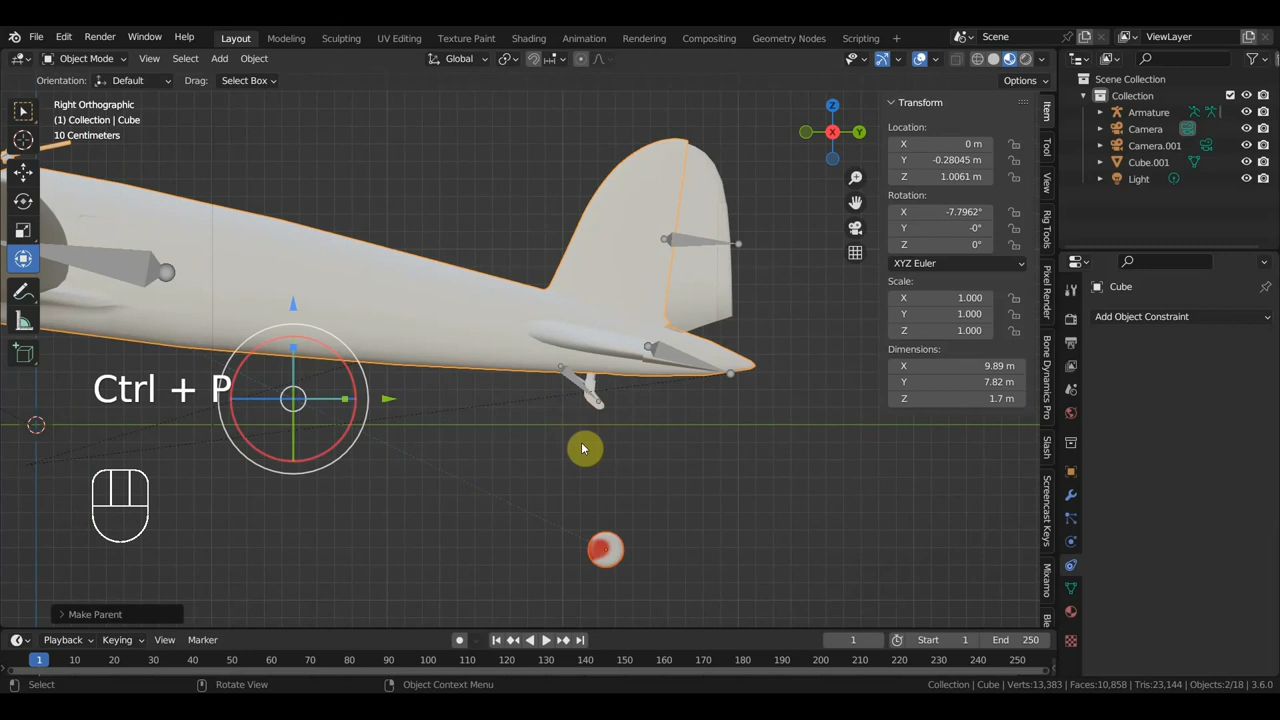 File Edit Render Window Help Layout Modeling Sculpting UV Editing Texture Paint Shading Animation Rendering Compositing Geometry Nodes Scripting + Scene ViewLayer
Object Mode View Select Add Object Global
Orientation: Default Drag: Select Box Options
Right Orthographic
(1) Collection | Cube
10 Centimeters
Z
Y
X
Transform
Location:
X 0 m
Y -0.28045 m
Z 1.0061 m
Rotation:
X -7.7962°
Y -0°
Z 0°
XYZ Euler
Scale:
X 1.000
Y 1.000
Z 1.000
Dimensions:
X 9.89 m
Y 7.82 m
Z 1.7 m
Item
Tool
View
Rig Tools
Pixel Render
Bone Dynamics Pro
Slash
Screencast Keys
Mixamo
Ble
Scene Collection
Collection
Armature
Camera
Camera.001
Cube.001
Light
Cube
Add Object Constraint
Ctrl + P
Make Parent
Playback Keying View Marker 1 Start 1 End 250
1 10 20 30 40 50 60 70 80 90 100 110 120 130 140 150 160 170 180 190 200 210 220 230 240 250
Select Rotate View Object Context Menu Collection | Cube | Verts:13,383 | Faces:10,858 | Tris:23,144 | Objects:2/18 | 3.6.0